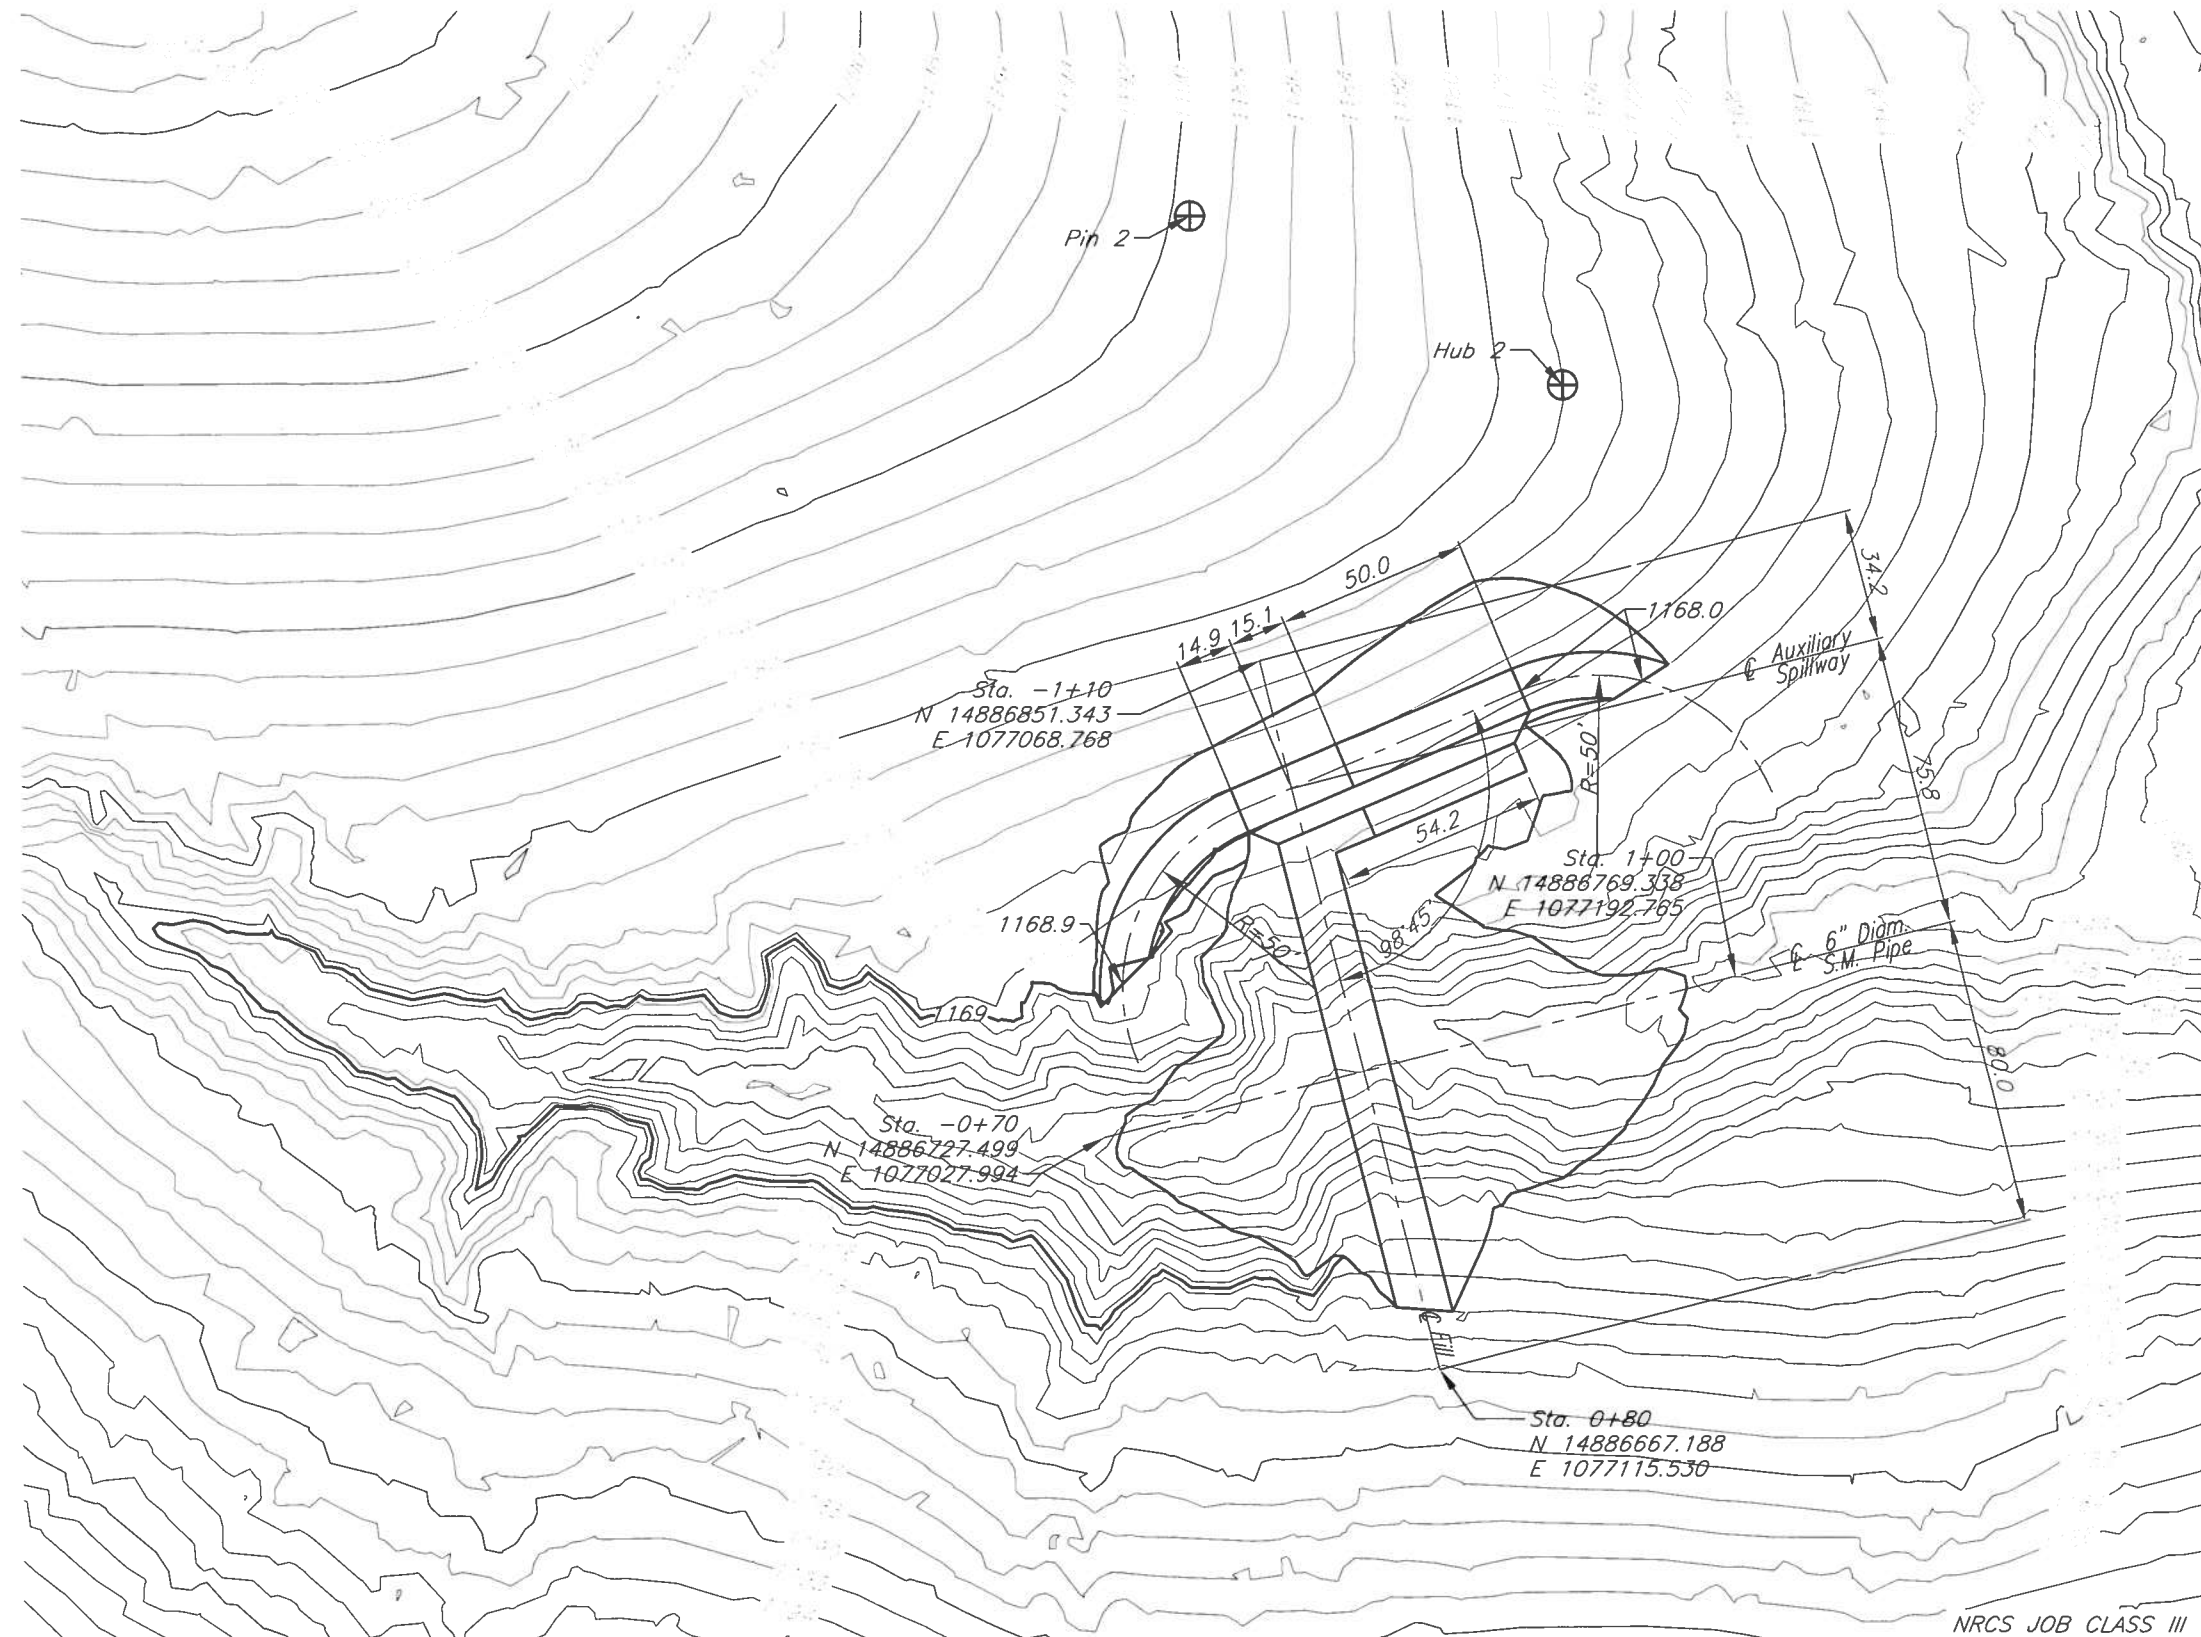 Pin 2
Hub 2
34.2
50.0
14.9
15.1
1168.0
℄ Auxiliary
Spillway
Sta. -1+10
N 14886851.343
E 1077068.768
R=50'
75.8
54.2
Sta. 1+00
N 14886769.338
E 1077192.765
1168.9
R=50'
98°45'
℄ 6" Diam.
S.M. Pipe
1169
80.0
Sta. -0+70
N 14886727.499
E 1077027.994
℄ Fill
Sta. 0+80
N 14886667.188
E 1077115.530
NRCS JOB CLASS III